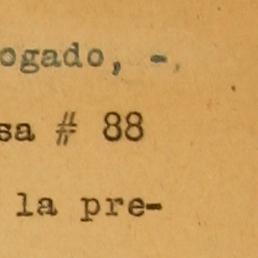 ogado, -
sa # 88
la pre-